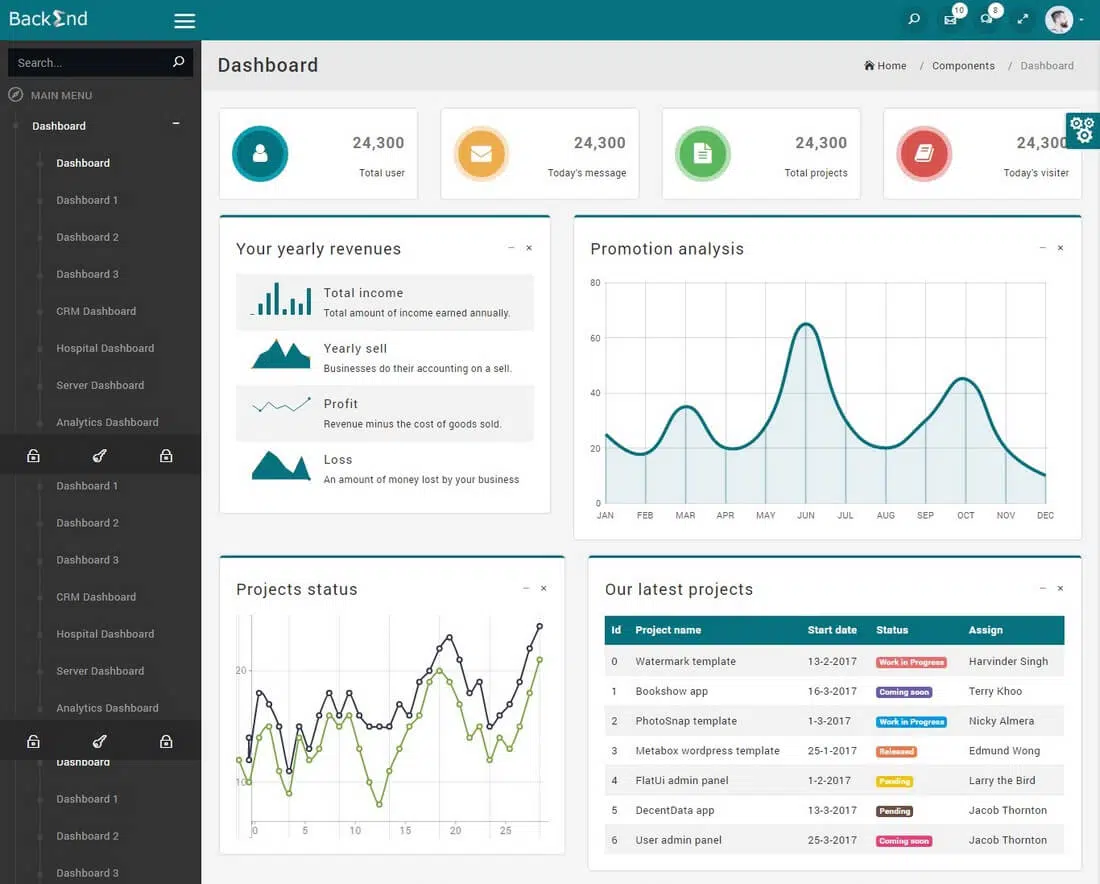 BackEnd
10
8
Search...
MAIN MENU
Dashboard
Dashboard
Dashboard 1
Dashboard 2
Dashboard 3
CRM Dashboard
Hospital Dashboard
Server Dashboard
Analytics Dashboard
Dashboard 1
Dashboard 2
Dashboard 3
CRM Dashboard
Hospital Dashboard
Server Dashboard
Analytics Dashboard
Dashboard
Dashboard 1
Dashboard 2
Dashboard 3
Dashboard
Home / Components / Dashboard
24,300
Total user
24,300
Today's message
24,300
Total projects
24,300
Today's visiter
Your yearly revenues
Total income
Total amount of income earned annually.
Yearly sell
Businesses do their accounting on a sell.
Profit
Revenue minus the cost of goods sold.
Loss
An amount of money lost by your business
Promotion analysis
80
60
40
20
0
JAN FEB MAR APR MAY JUN JUL AUG SEP OCT NOV DEC
Projects status
20
10
0 5 10 15 20 25
Our latest projects
Id Project name Start date Status Assign
0 Watermark template 13-2-2017 Work in Progress Harvinder Singh
1 Bookshow app 16-3-2017 Coming soon Terry Khoo
2 PhotoSnap template 1-3-2017 Work in Progress Nicky Almera
3 Metabox wordpress template 25-1-2017 Released Edmund Wong
4 FlatUi admin panel 1-2-2017 Pending Larry the Bird
5 DecentData app 13-3-2017 Pending Jacob Thornton
6 User admin panel 25-3-2017 Coming soon Jacob Thornton